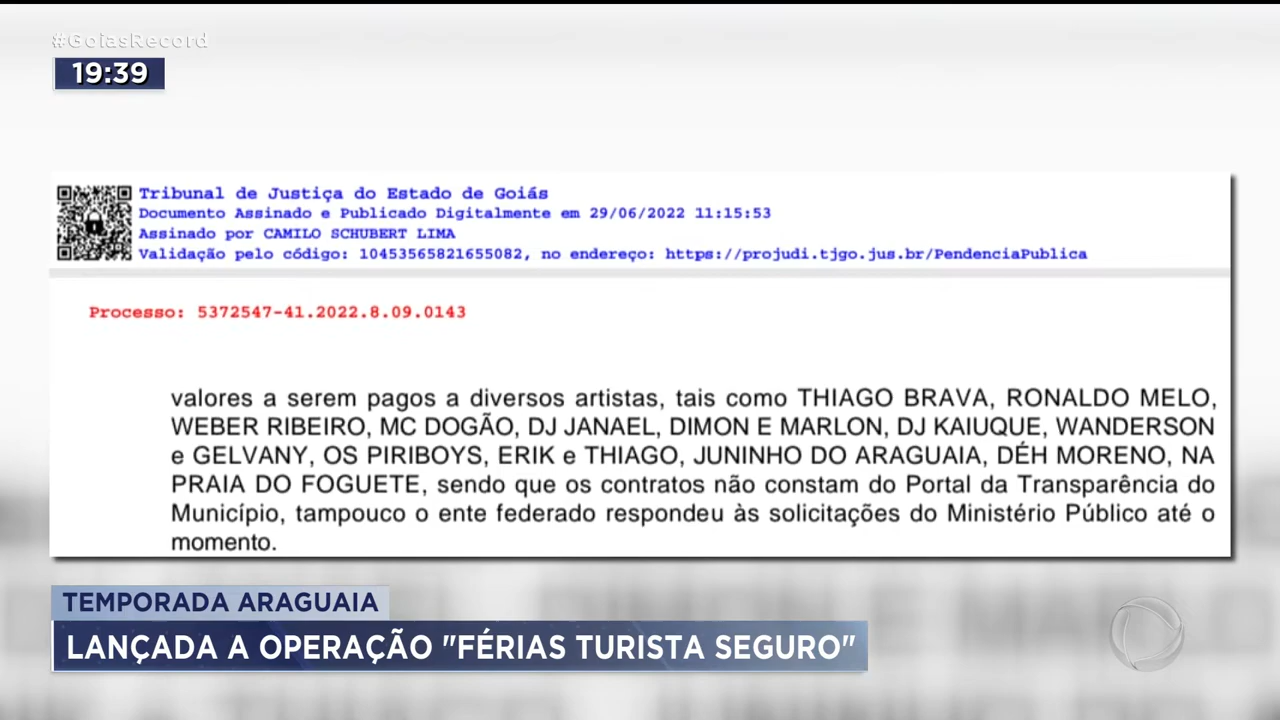 #GoiasRecord
19:39
Tribunal de Justiça do Estado de Goiás
Documento Assinado e Publicado Digitalmente em 29/06/2022 11:15:53
Assinado por CAMILO SCHUBERT LIMA
Validação pelo código: 10453565821655082, no endereço: https://projudi.tjgo.jus.br/PendenciaPublica
Processo: 5372547-41.2022.8.09.0143
valores a serem pagos a diversos artistas, tais como THIAGO BRAVA, RONALDO MELO,
WEBER RIBEIRO, MC DOGÃO, DJ JANAEL, DIMON E MARLON, DJ KAIUQUE, WANDERSON
e GELVANY, OS PIRIBOYS, ERIK e THIAGO, JUNINHO DO ARAGUAIA, DÉH MORENO, NA
PRAIA DO FOGUETE, sendo que os contratos não constam do Portal da Transparência do
Município, tampouco o ente federado respondeu às solicitações do Ministério Público até o
momento.
TEMPORADA ARAGUAIA
LANÇADA A OPERAÇÃO "FÉRIAS TURISTA SEGURO"